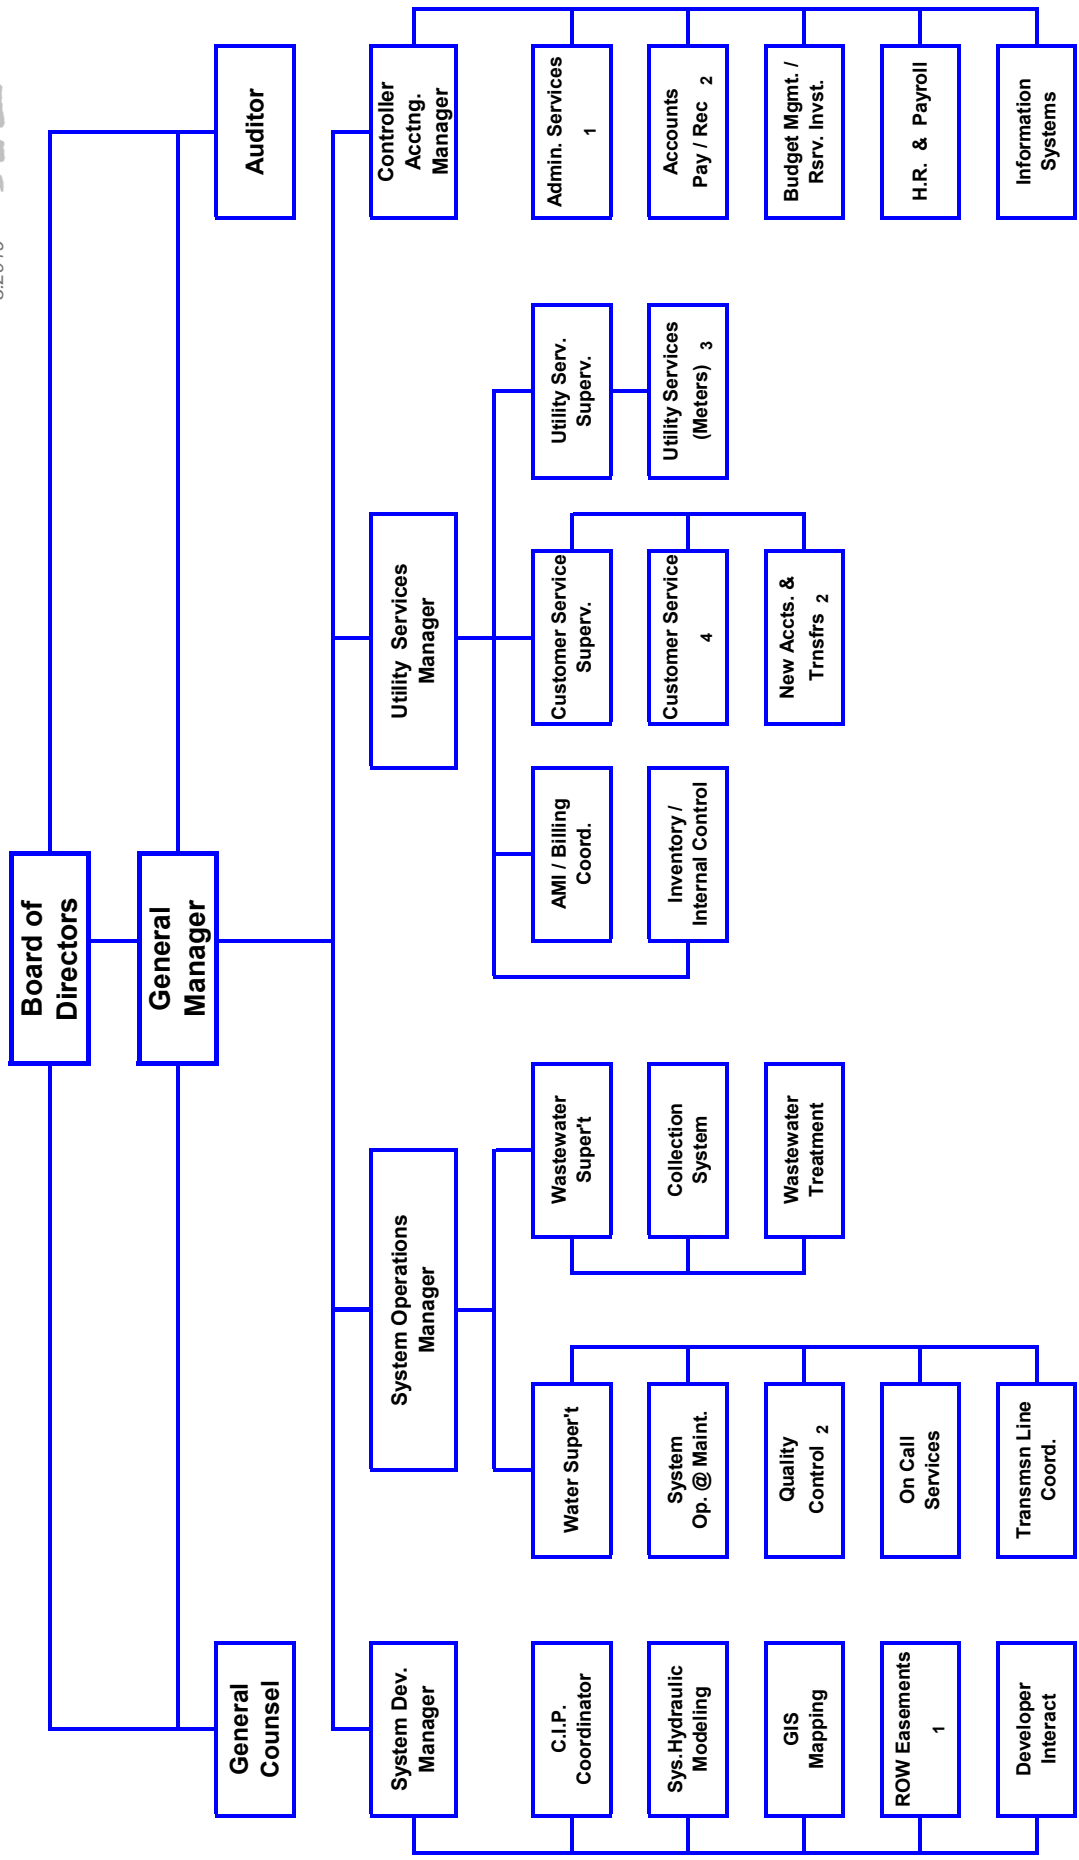 Board of
Directors
General
Manager
General
Counsel
Auditor
System Dev.
Manager
System Operations
Manager
Utility Services
Manager
Controller
Acctng.
Manager
C.I.P.
Coordinator
Sys.Hydraulic
Modeling
GIS
Mapping
ROW Easements
1
Developer
Interact
Water Super't
System
Op. @ Maint.
Quality
Control 2
On Call
Services
Transmsn Line
Coord.
Wastewater
Super't
Collection
System
Wastewater
Treatment
AMI / Billing
Coord.
Inventory /
Internal Control
Customer Service
Superv.
Customer Service
4
New Accts. &
Trnsfrs 2
Utility Serv.
Superv.
Utility Services
(Meters) 3
Admin. Services
1
Accounts
Pay / Rec 2
Budget Mgmt. /
Rsrv. Invst.
H.R. & Payroll
Information
Systems